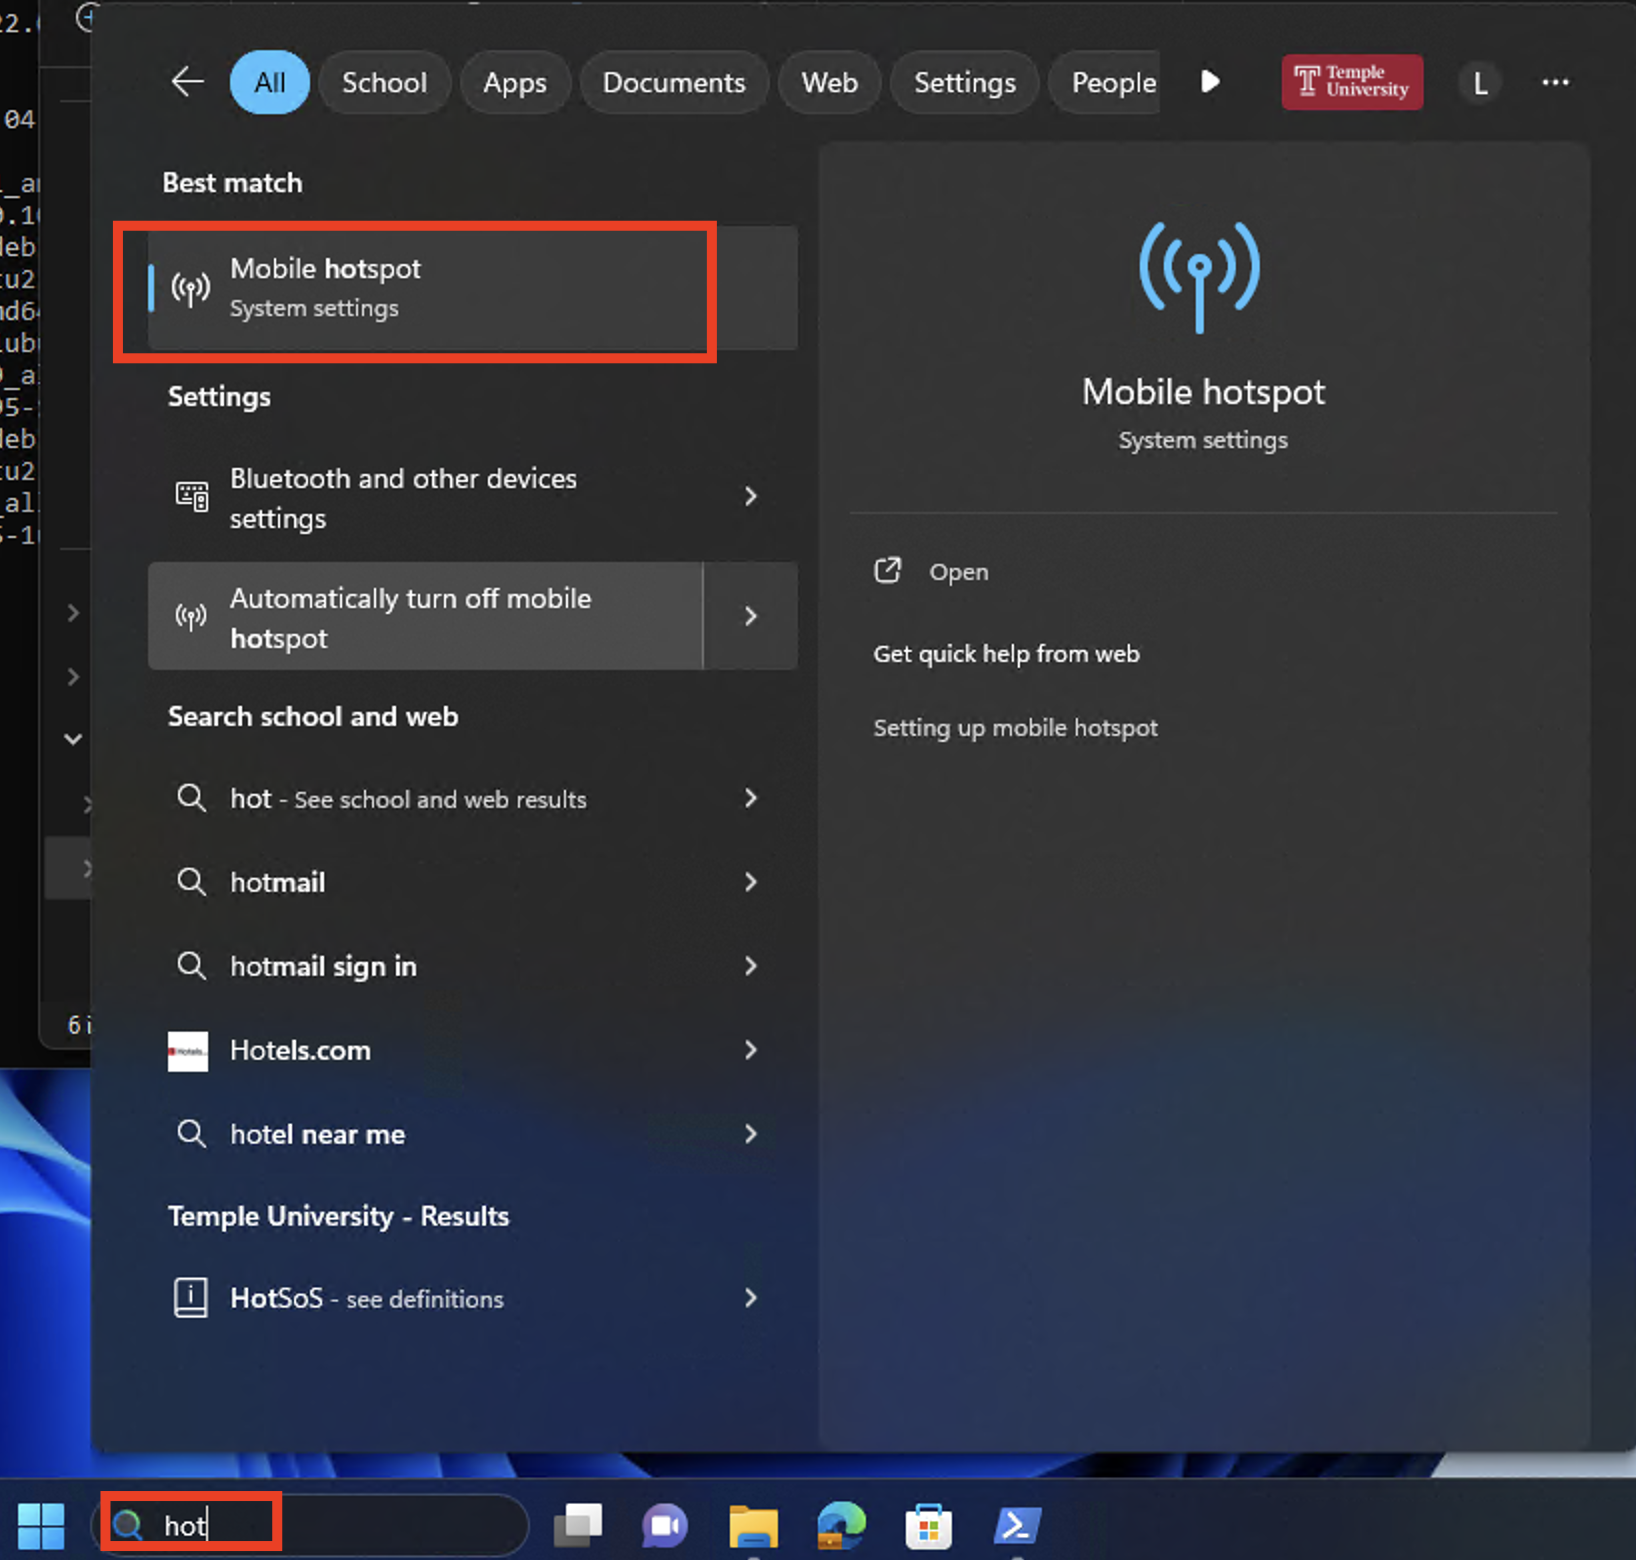 All
School
Apps
Documents
Web
Settings
People
Temple
University
L
Best match
Mobile hotspot
System settings
Settings
Bluetooth and other devices
settings
Automatically turn off mobile
hotspot
Search school and web
hot - See school and web results
hotmail
hotmail sign in
Hotels.com
hotel near me
Temple University - Results
HotSoS - see definitions
Mobile hotspot
System settings
Open
Get quick help from web
Setting up mobile hotspot
hot